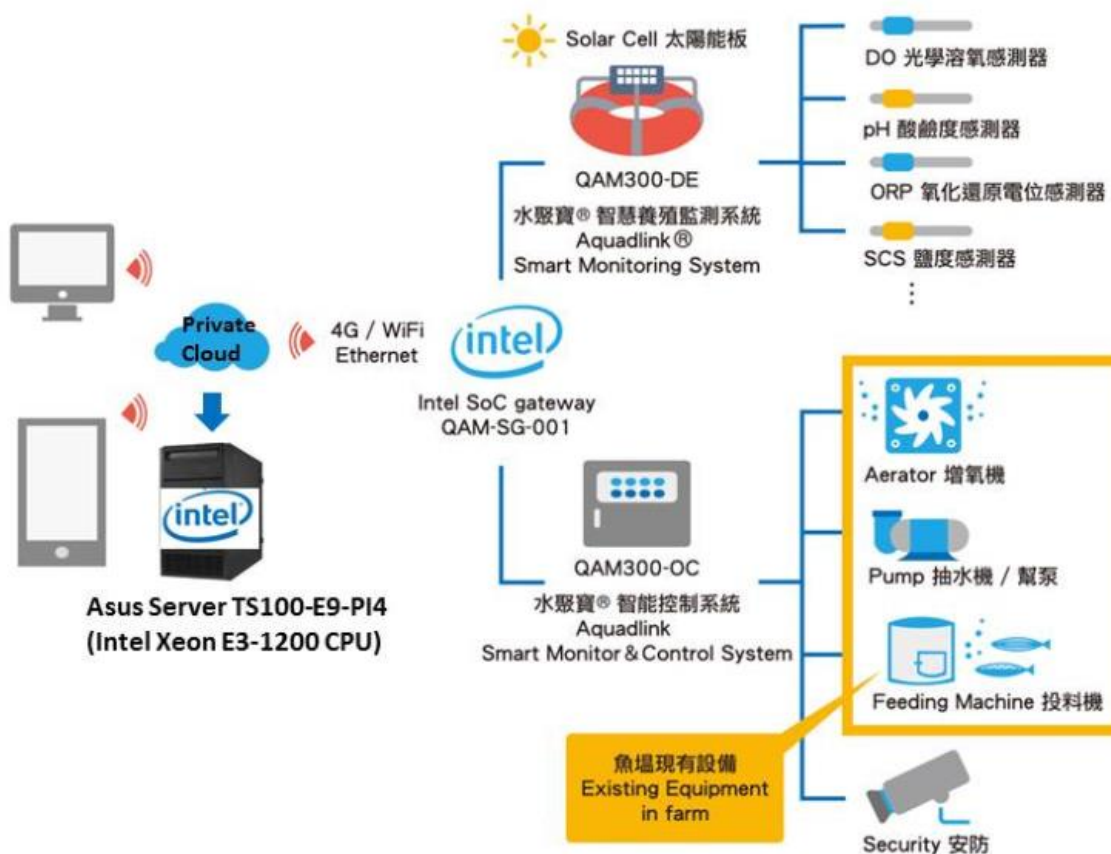 Solar Cell 太陽能板
QAM300-DE
水聚寶® 智慧養殖監測系統
Aquadlink®
Smart Monitoring System
DO 光學溶氧感測器
pH 酸鹼度感測器
ORP 氧化還原電位感測器
SCS 鹽度感測器
⋮
Private
Cloud
4G / WiFi
Ethernet
intel
Intel SoC gateway
QAM-SG-001
intel
Asus Server TS100-E9-PI4
(Intel Xeon E3-1200 CPU)
QAM300-OC
水聚寶® 智能控制系統
Aquadlink
Smart Monitor & Control System
Aerator 增氧機
Pump 抽水機 / 幫泵
Feeding Machine 投料機
魚塭現有設備
Existing Equipment
in farm
Security 安防